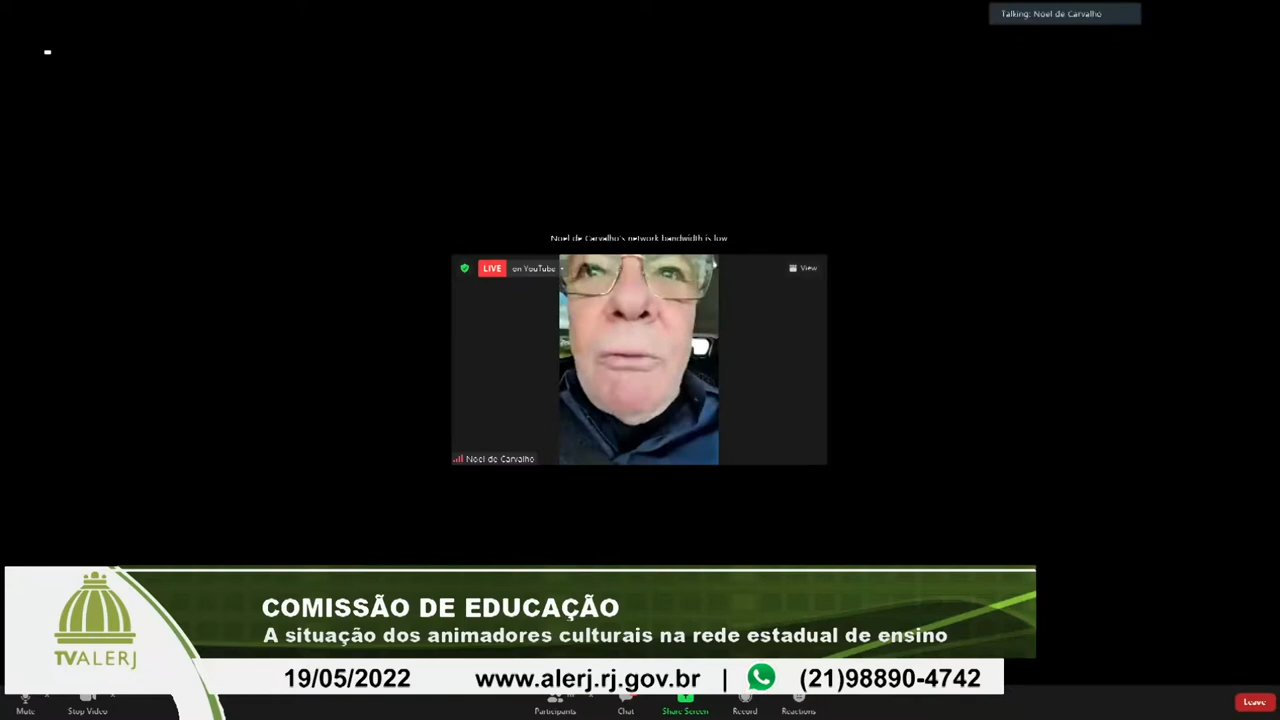 Talking: Noel de Carvalho
Noel de Carvalho's network bandwidth is low
LIVE on YouTube
View
Noel de Carvalho
COMISSÃO DE EDUCAÇÃO
A situação dos animadores culturais na rede estadual de ensino
TVALERJ
19/05/2022 www.alerj.rj.gov.br | (21)98890-4742
Mute Stop Video Participants Chat Share Screen Record Reactions Leave